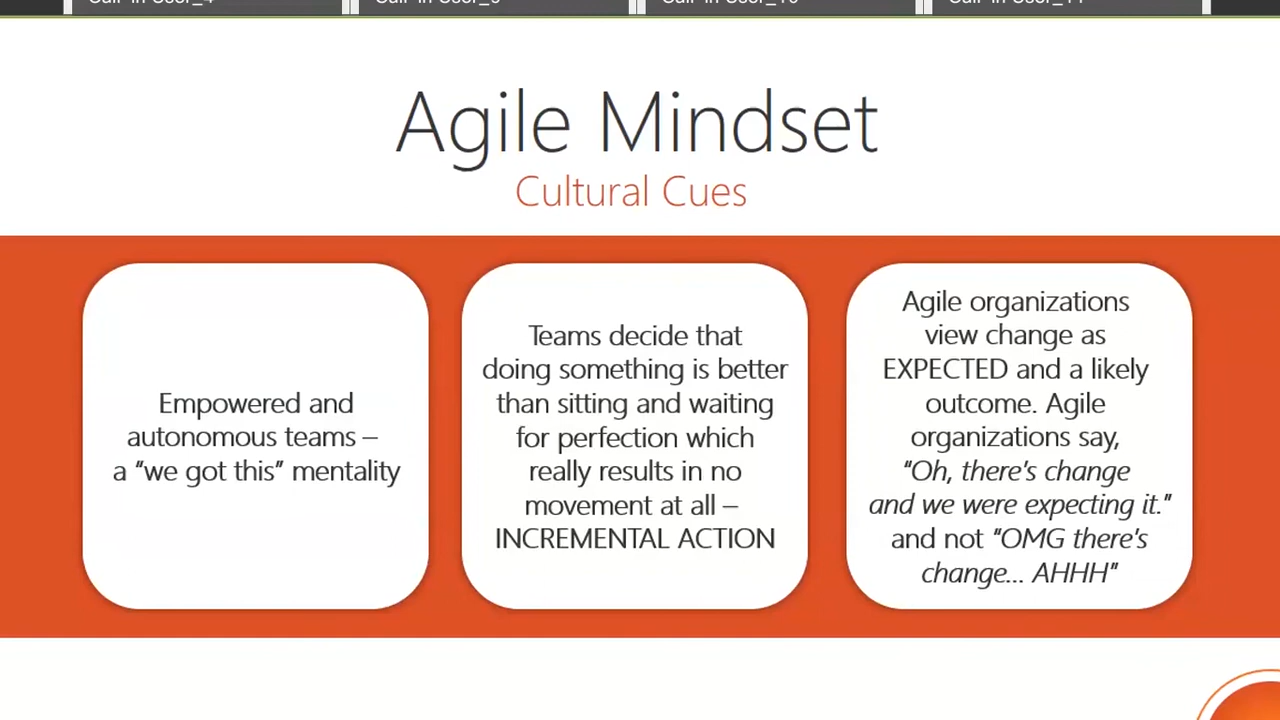 Agile Mindset
Cultural Cues
Empowered and
autonomous teams –
a “we got this” mentality
Teams decide that
doing something is better
than sitting and waiting
for perfection which
really results in no
movement at all –
INCREMENTAL ACTION
Agile organizations
view change as
EXPECTED and a likely
outcome. Agile
organizations say,
"Oh, there's change
and we were expecting it."
and not "OMG there's
change... AHHH"